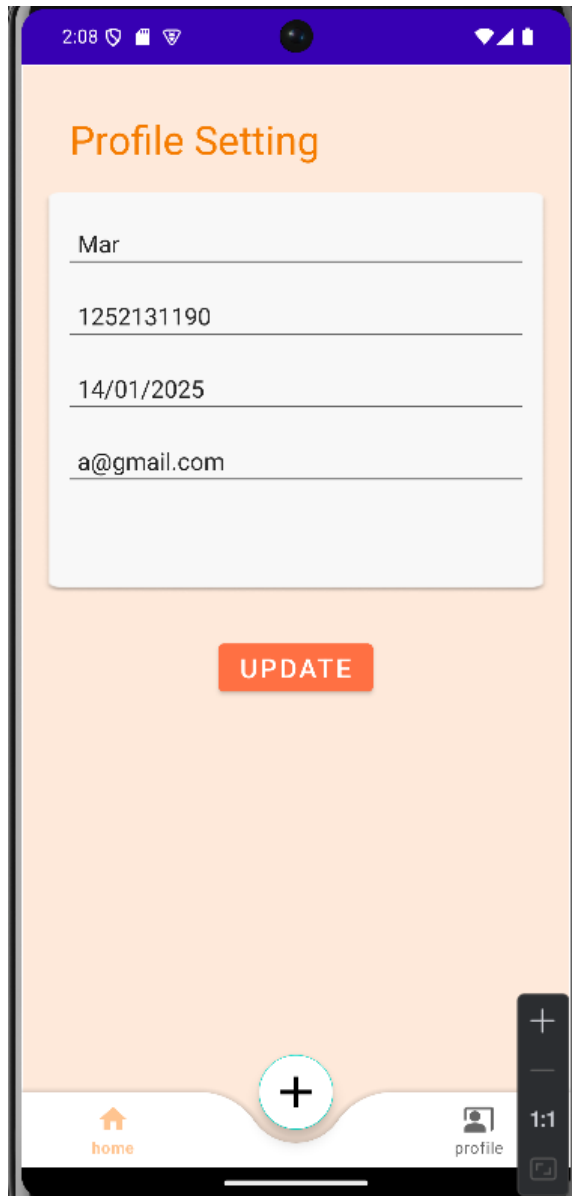 2:08
Profile Setting
Mar
1252131190
14/01/2025
a@gmail.com
UPDATE
+
home
profile
1:1